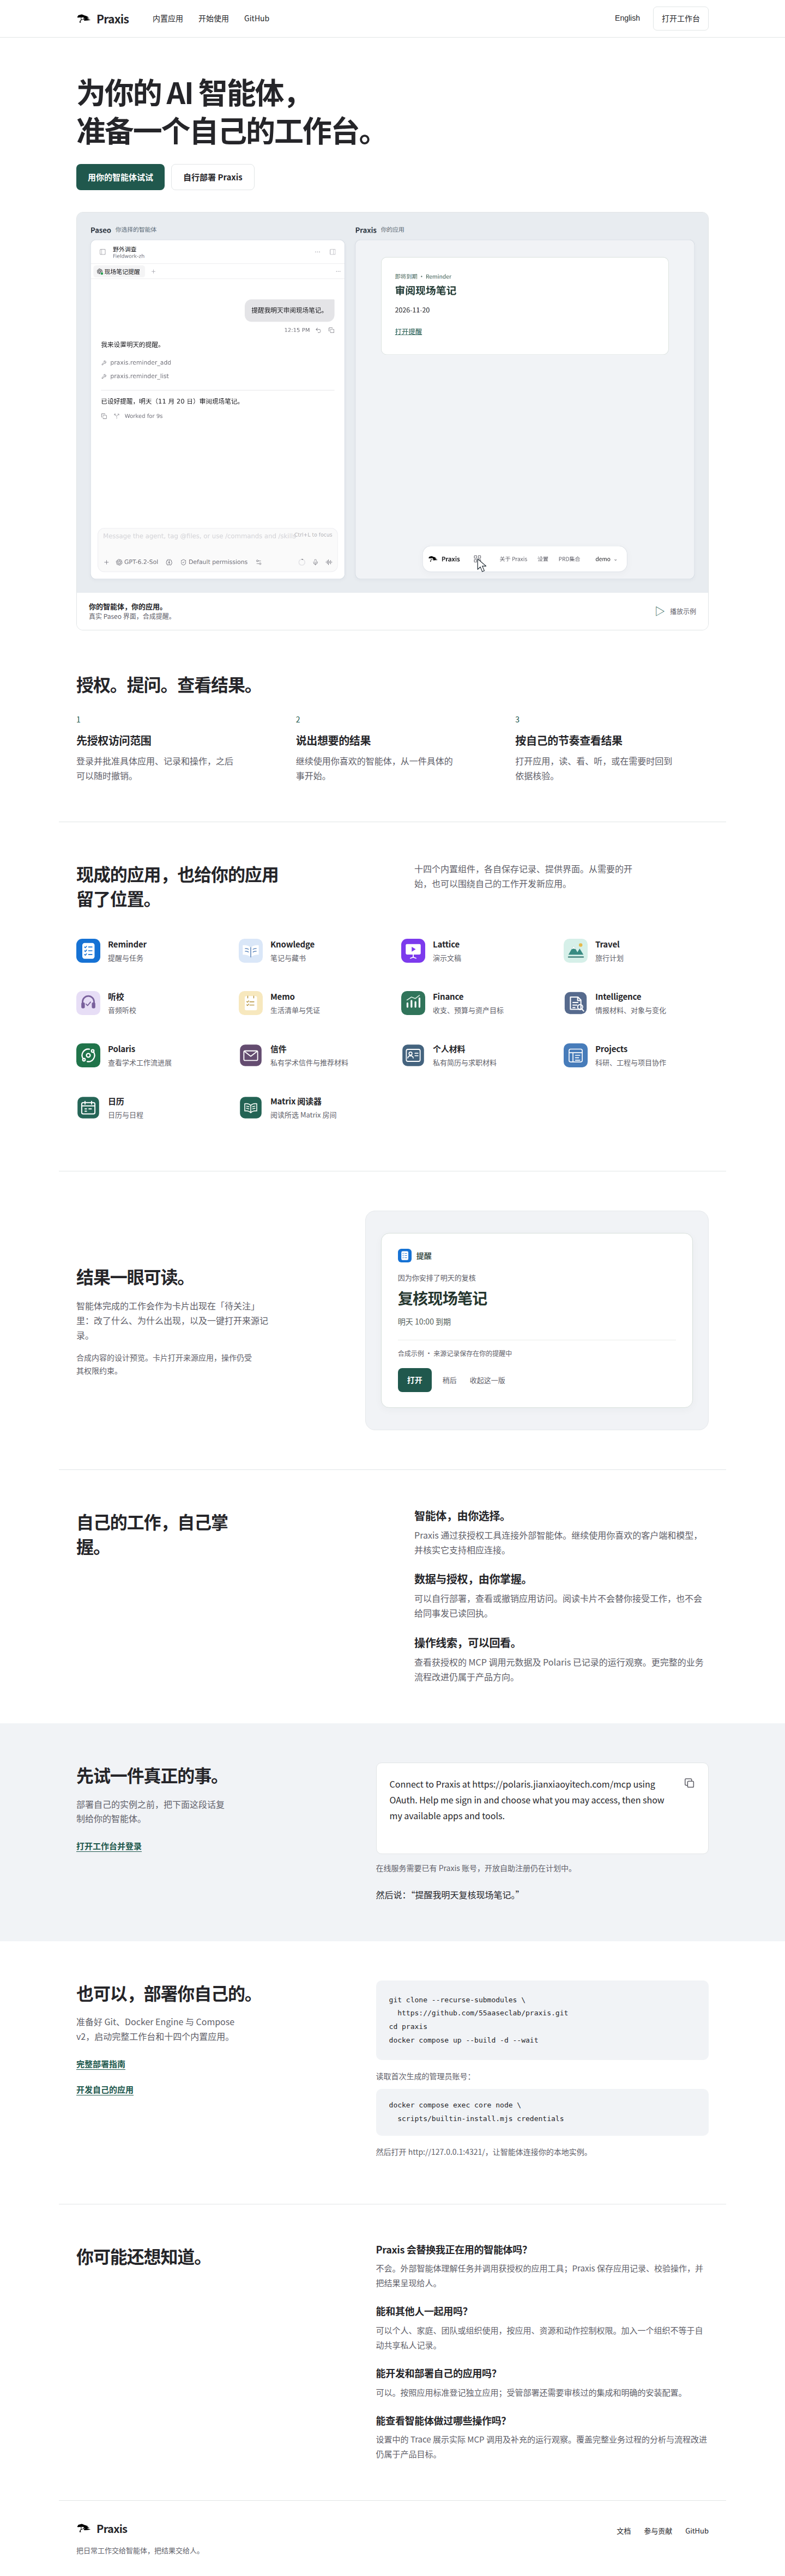 Praxis
内置应用
开始使用
GitHub
English
打开工作台
为你的 AI 智能体，
准备一个自己的工作台。
用你的智能体试试
自行部署 Praxis
Paseo 你选择的智能体
野外调查
Fieldwork-zh
现场笔记提醒
提醒我明天审阅现场笔记。
12:15 PM
我来设置明天的提醒。
praxis.reminder_add
praxis.reminder_list
已设好提醒，明天（11 月 20 日）审阅现场笔记。
Worked for 9s
Message the agent, tag @files, or use /commands and /skills
Ctrl+L to focus
GPT-6.2-Sol
Default permissions
Praxis 你的应用
即将到期 · Reminder
审阅现场笔记
2026-11-20
打开提醒
Praxis
关于 Praxis
设置
PRD集合
demo
你的智能体，你的应用。
真实 Paseo 界面，合成提醒。
播放示例
授权。提问。查看结果。
1
先授权访问范围
登录并批准具体应用、记录和操作，之后
可以随时撤销。
2
说出想要的结果
继续使用你喜欢的智能体，从一件具体的
事开始。
3
按自己的节奏查看结果
打开应用，读、看、听，或在需要时回到
依据核验。
现成的应用，也给你的应用
留了位置。
十四个内置组件，各自保存记录、提供界面。从需要的开
始，也可以围绕自己的工作开发新应用。
Reminder
提醒与任务
Knowledge
笔记与藏书
Lattice
演示文稿
Travel
旅行计划
听校
音频听校
Memo
生活清单与凭证
Finance
收支、预算与资产目标
Intelligence
情报材料、对象与变化
Polaris
查看学术工作流进展
信件
私有学术信件与推荐材料
个人材料
私有简历与求职材料
Projects
科研、工程与项目协作
日历
日历与日程
Matrix 阅读器
阅读所选 Matrix 房间
结果一眼可读。
智能体完成的工作会作为卡片出现在「待关注」
里：改了什么、为什么出现，以及一键打开来源记
录。
合成内容的设计预览。卡片打开来源应用，操作仍受
其权限约束。
提醒
因为你安排了明天的复核
复核现场笔记
明天 10:00 到期
合成示例 · 来源记录保存在你的提醒中
打开
稍后
收起这一版
自己的工作，自己掌
握。
智能体，由你选择。
Praxis 通过获授权工具连接外部智能体。继续使用你喜欢的客户端和模型，
并核实它支持相应连接。
数据与授权，由你掌握。
可以自行部署，查看或撤销应用访问。阅读卡片不会替你接受工作，也不会
给同事发已读回执。
操作线索，可以回看。
查看获授权的 MCP 调用元数据及 Polaris 已记录的运行观察。更完整的业务
流程改进仍属于产品方向。
先试一件真正的事。
部署自己的实例之前，把下面这段话复
制给你的智能体。
打开工作台并登录
Connect to Praxis at https://polaris.jianxiaoyitech.com/mcp using
OAuth. Help me sign in and choose what you may access, then show
my available apps and tools.
在线服务需要已有 Praxis 账号，开放自助注册仍在计划中。
然后说：“提醒我明天复核现场笔记。”
也可以，部署你自己的。
准备好 Git、Docker Engine 与 Compose
v2，启动完整工作台和十四个内置应用。
完整部署指南
开发自己的应用
git clone --recurse-submodules \
https://github.com/55aaseclab/praxis.git
cd praxis
docker compose up --build -d --wait
读取首次生成的管理员账号：
docker compose exec core node \
scripts/builtin-install.mjs credentials
然后打开 http://127.0.0.1:4321/，让智能体连接你的本地实例。
你可能还想知道。
Praxis 会替换我正在用的智能体吗？
不会。外部智能体理解任务并调用获授权的应用工具；Praxis 保存应用记录、校验操作，并
把结果呈现给人。
能和其他人一起用吗？
可以个人、家庭、团队或组织使用，按应用、资源和动作控制权限。加入一个组织不等于自
动共享私人记录。
能开发和部署自己的应用吗？
可以。按照应用标准登记独立应用；受管部署还需要审核过的集成和明确的安装配置。
能查看智能体做过哪些操作吗？
设置中的 Trace 展示实际 MCP 调用及补充的运行观察。覆盖完整业务过程的分析与流程改进
仍属于产品目标。
Praxis
把日常工作交给智能体，把结果交给人。
文档
参与贡献
GitHub